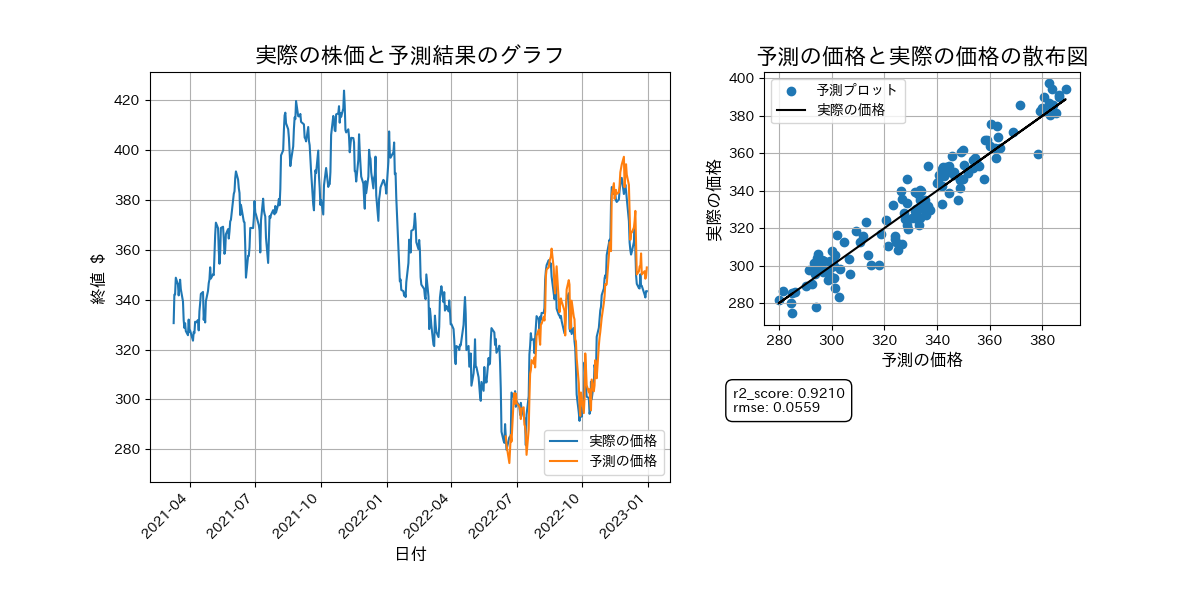 実際の株価と予測結果のグラフ
終値 $
420
400
380
360
340
320
300
280
実際の価格
予測の価格
2021-04
2021-07
2021-10
2022-01
2022-04
2022-07
2022-10
2023-01
日付
予測の価格と実際の価格の散布図
実際の価格
400
380
360
340
320
300
280
予測プロット
実際の価格
280
300
320
340
360
380
予測の価格
r2_score: 0.9210
rmse: 0.0559